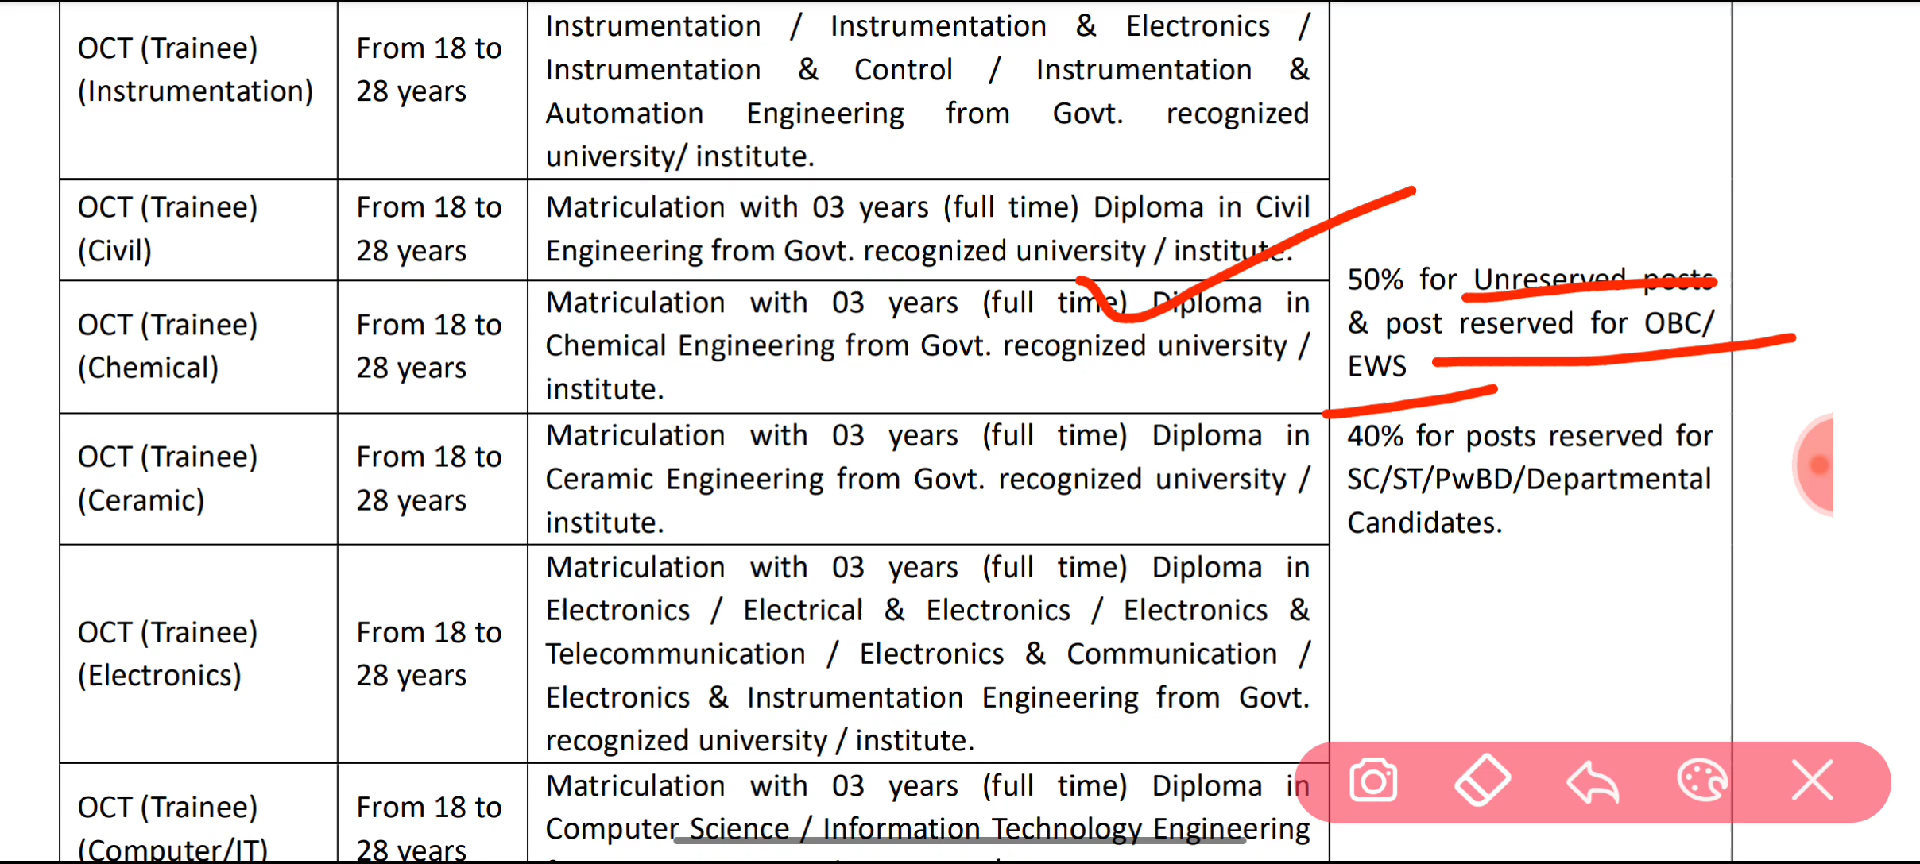 OCT (Trainee)
(Instrumentation)
From 18 to
28 years
Instrumentation / Instrumentation & Electronics /
Instrumentation & Control / Instrumentation &
Automation Engineering from Govt. recognized
university/ institute.
OCT (Trainee)
(Civil)
From 18 to
28 years
Matriculation with 03 years (full time) Diploma in Civil
Engineering from Govt. recognized university / institute.
OCT (Trainee)
(Chemical)
From 18 to
28 years
Matriculation with 03 years (full time) Diploma in
Chemical Engineering from Govt. recognized university /
institute.
OCT (Trainee)
(Ceramic)
From 18 to
28 years
Matriculation with 03 years (full time) Diploma in
Ceramic Engineering from Govt. recognized university /
institute.
OCT (Trainee)
(Electronics)
From 18 to
28 years
Matriculation with 03 years (full time) Diploma in
Electronics / Electrical & Electronics / Electronics &
Telecommunication / Electronics & Communication /
Electronics & Instrumentation Engineering from Govt.
recognized university / institute.
OCT (Trainee)
(Computer/IT)
From 18 to
28 years
Matriculation with 03 years (full time) Diploma in
Computer Science / Information Technology Engineering
50% for Unreserved posts
& post reserved for OBC/
EWS
40% for posts reserved for
SC/ST/PwBD/Departmental
Candidates.